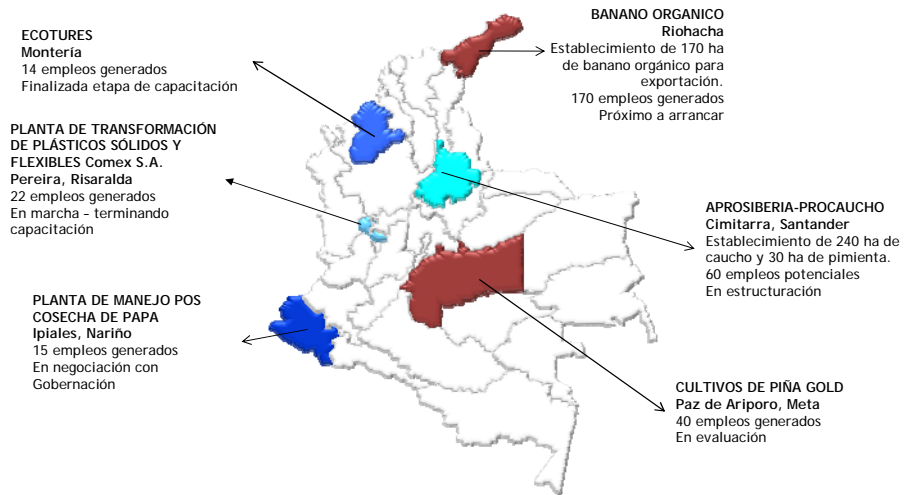 ECOTURES
Montería
14 empleos generados
Finalizada etapa de capacitación
BANANO ORGANICO
Riohacha
Establecimiento de 170 ha
de banano orgánico para
exportación.
170 empleos generados
Próximo a arrancar
PLANTA DE TRANSFORMACIÓN
DE PLÁSTICOS SÓLIDOS Y
FLEXIBLES Comex S.A.
Pereira, Risaralda
22 empleos generados
En marcha – terminando
capacitación
APROSIBERIA-PROCAUCHO
Cimitarra, Santander
Establecimiento de 240 ha de
caucho y 30 ha de pimienta.
60 empleos potenciales
En estructuración
PLANTA DE MANEJO POS
COSECHA DE PAPA
Ipiales, Nariño
15 empleos generados
En negociación con
Gobernación
CULTIVOS DE PIÑA GOLD
Paz de Ariporo, Meta
40 empleos generados
En evaluación